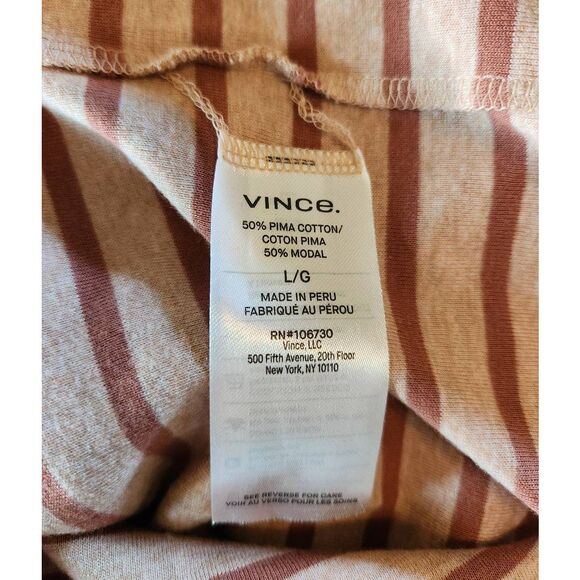 VINCE.
50% PIMA COTTON/
COTON PIMA
50% MODAL
L/G
MADE IN PERU
FABRIQUÉ AU PÉROU
RN#106730
Vince, LLC
500 Fifth Avenue, 20th Floor
New York, NY 10110
SEE REVERSE FOR CARE
VOIR AU VERSO POUR LES SOINS